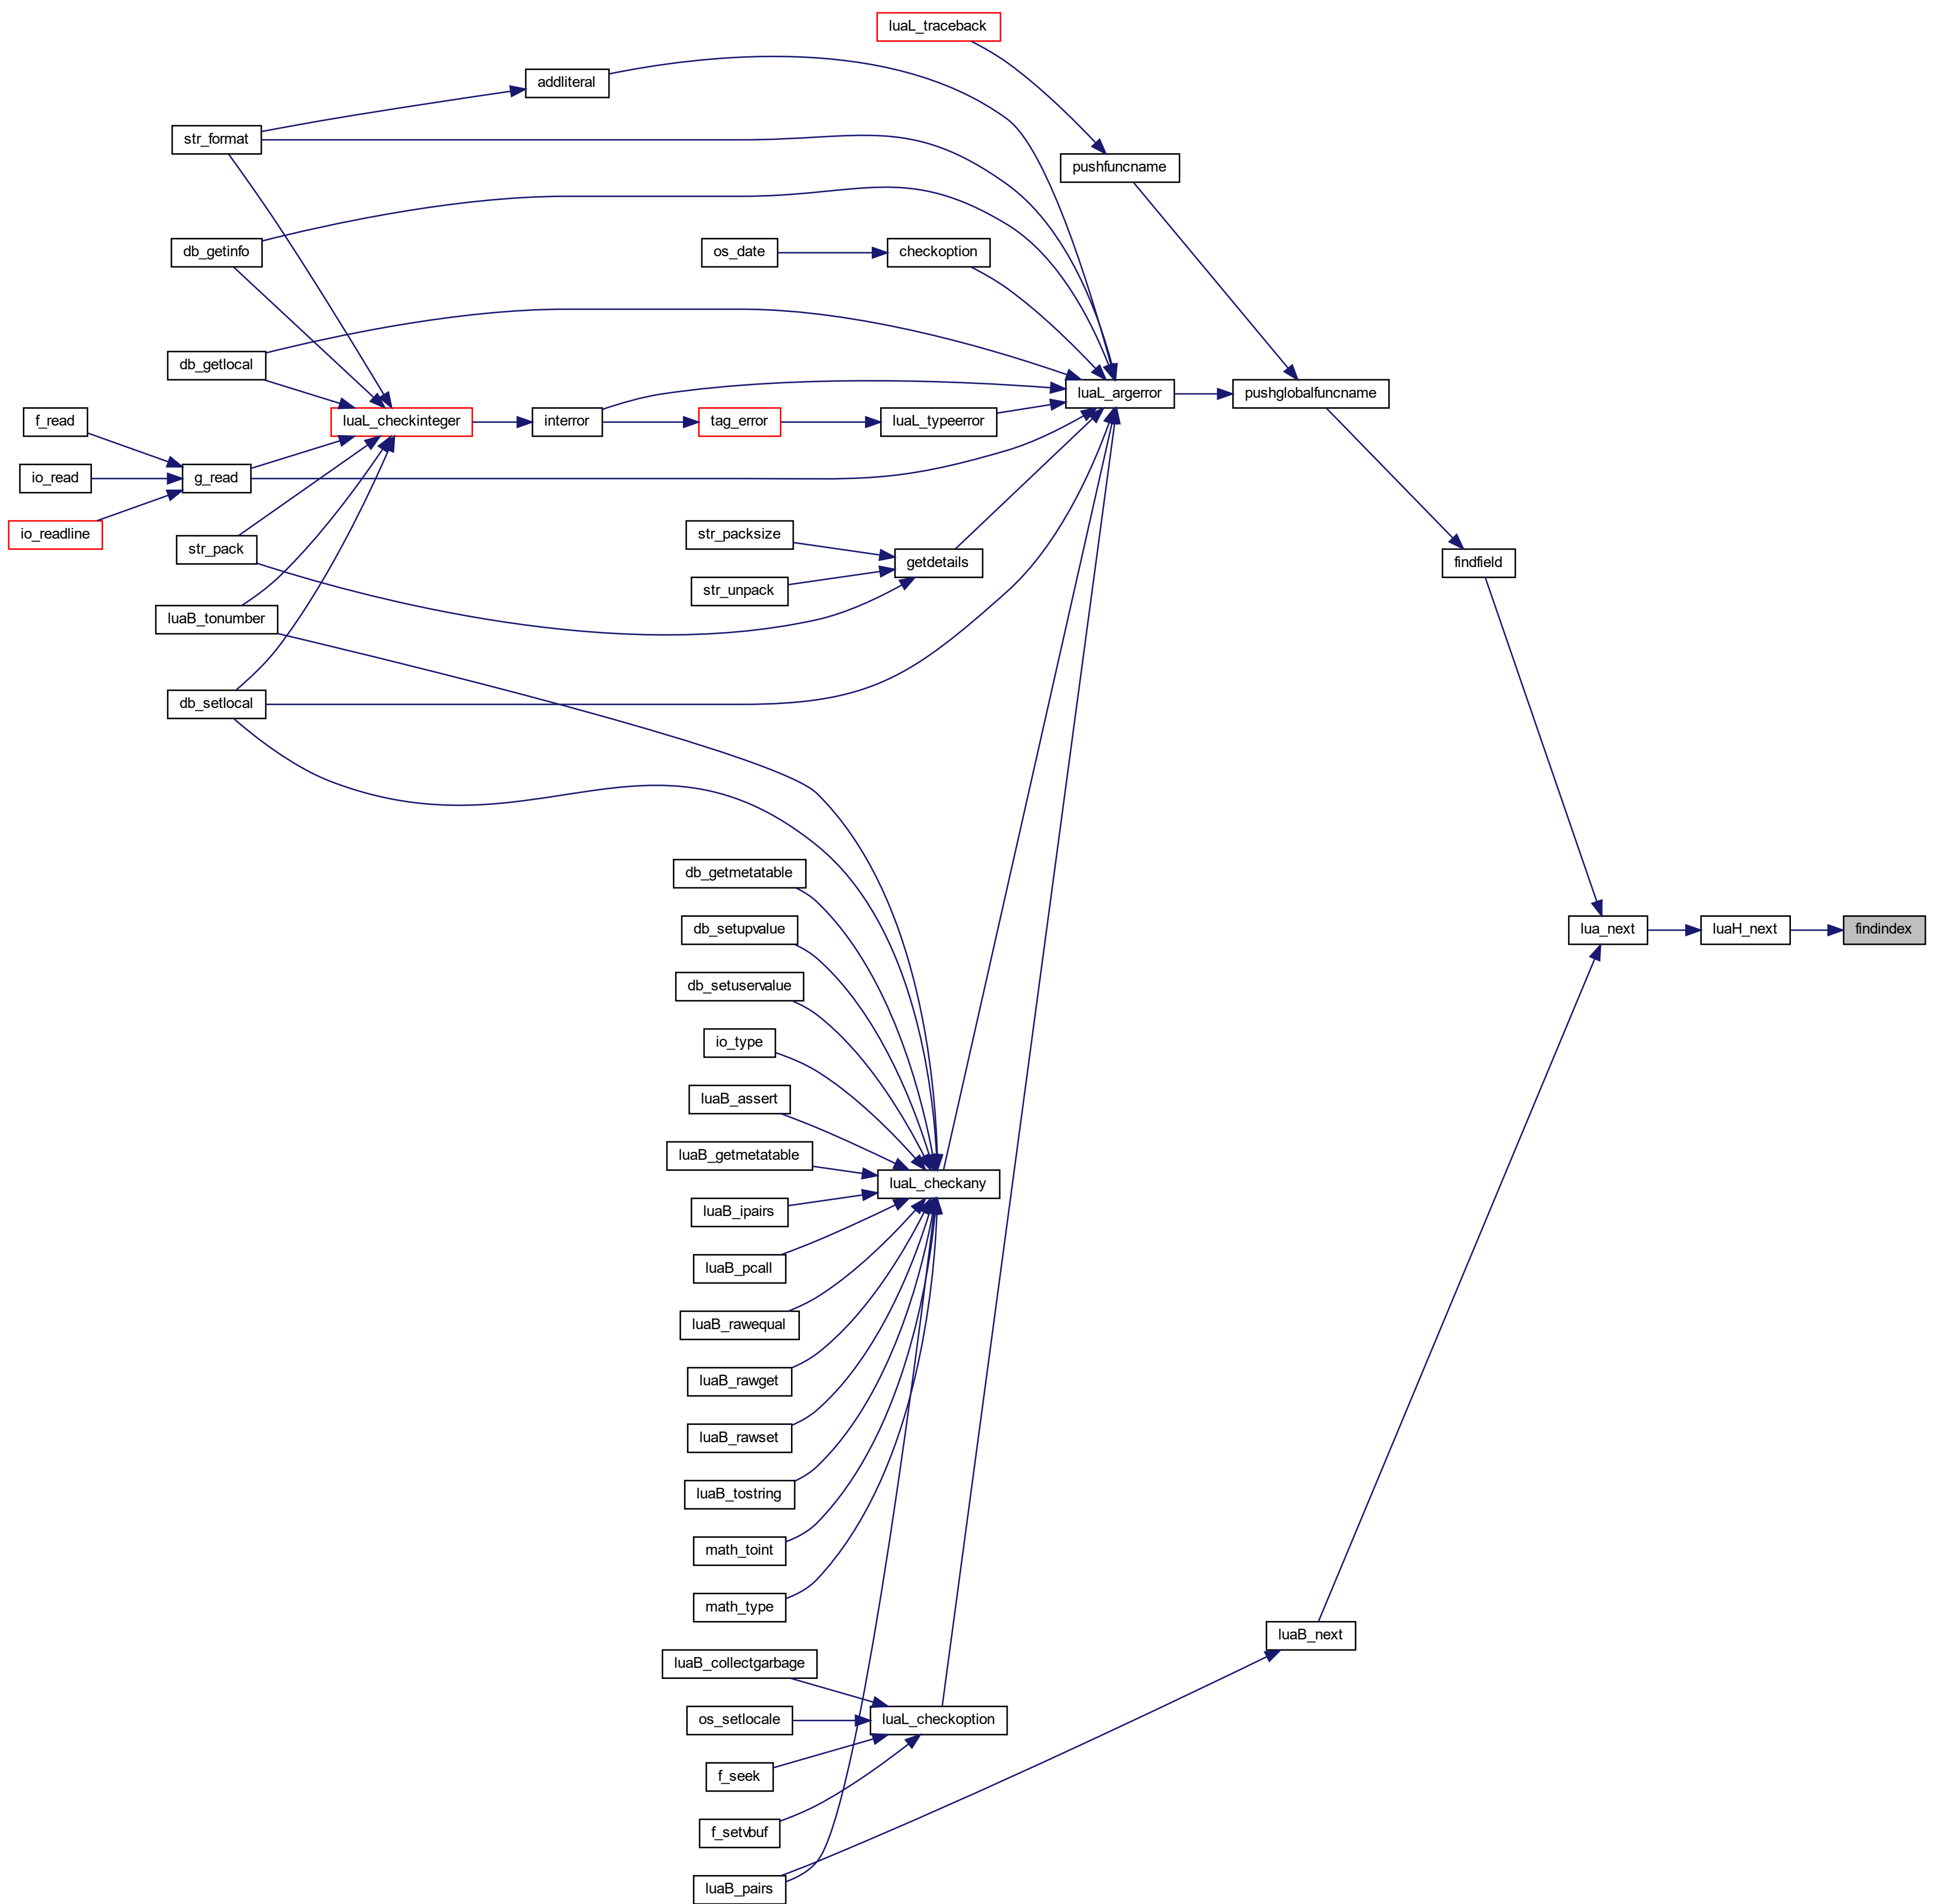 luaL_traceback
addliteral
str_format
pushfuncname
db_getinfo
os_date
checkoption
db_getlocal
luaL_argerror
pushglobalfuncname
f_read
luaL_checkinteger
interror
tag_error
luaL_typeerror
io_read
g_read
io_readline
str_pack
str_packsize
getdetails
findfield
str_unpack
luaB_tonumber
db_setlocal
db_getmetatable
db_setupvalue
lua_next
luaH_next
findindex
db_setuservalue
io_type
luaB_assert
luaB_getmetatable
luaL_checkany
luaB_ipairs
luaB_pcall
luaB_rawequal
luaB_rawget
luaB_rawset
luaB_tostring
math_toint
math_type
luaB_next
luaB_collectgarbage
os_setlocale
luaL_checkoption
f_seek
f_setvbuf
luaB_pairs